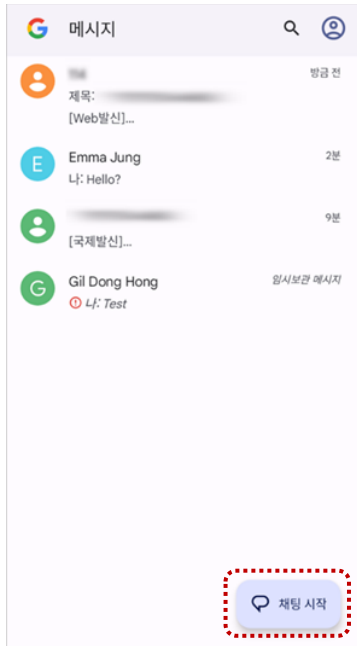 메시지
방금 전
제목:
[Web발신]...
E
Emma Jung
2분
나: Hello?
9분
[국제발신]...
G
Gil Dong Hong
임시보관 메시지
나: Test
채팅 시작